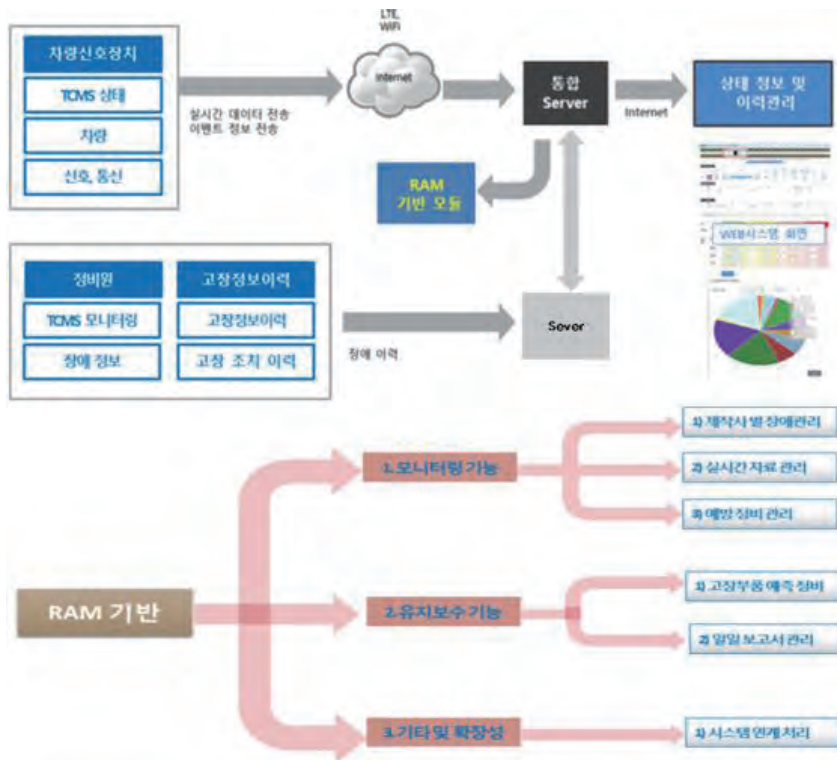 차량신호장치
TCMS 상태
차량
신호, 통신
실시간 데이터 전송
이벤트 정보 전송
LTE,
WiFi
Internet
통합
Server
Internet
상태 정보 및
이력관리
RAM
기반 모듈
WEB시스템 화면
정비원
TCMS 모니터링
장애 정보
고장정보이력
고장정보이력
고장 조치 이력
장애 이력
Sever
RAM 기반
1.모니터링 기능
1) 제작사 별 장애관리
2) 실시간 자료 관리
3) 예방 정비 관리
2.유지보수 기능
1) 고장부품 예측 정비
2) 일일 보고서 관리
3.기타 및 확장성
1) 시스템 연계 처리